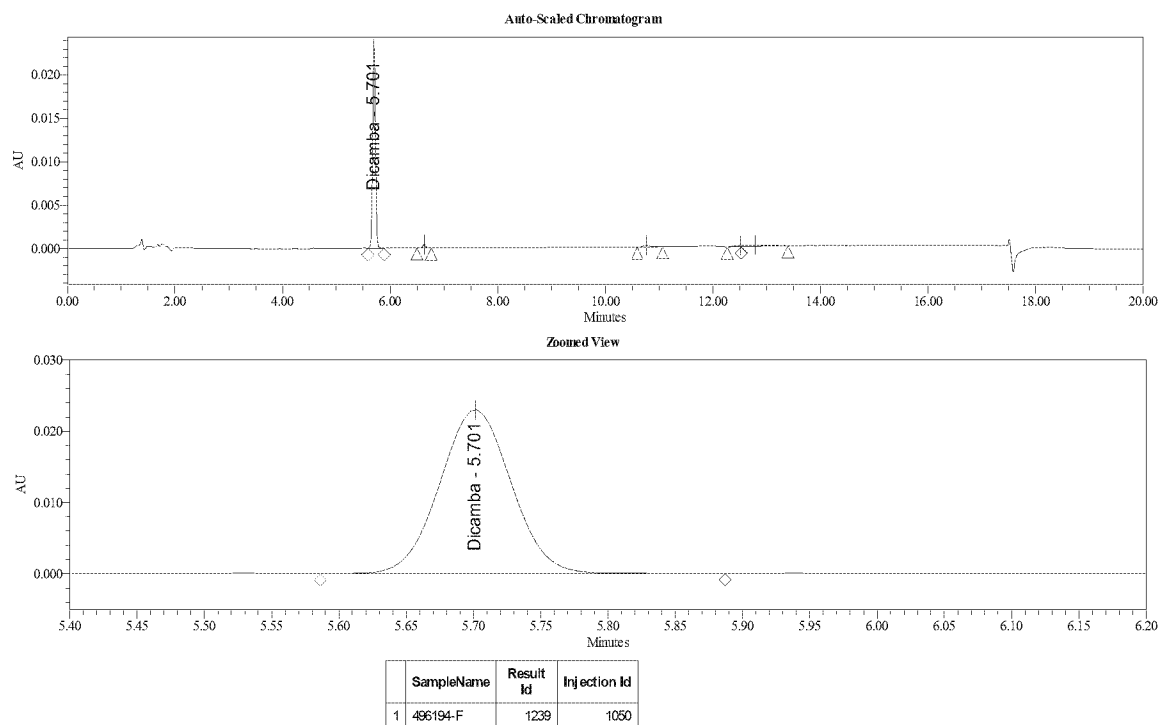 Auto-Scaled Chromatogram
0.020
0.015
0.010
0.005
0.000
AU
Dicamba - 5.701
0.00 2.00 4.00 6.00 8.00 10.00 12.00 14.00 16.00 18.00 20.00
Minutes
Zoomed View
0.030
0.020
0.010
0.000
AU
Dicamba - 5.701
5.40 5.45 5.50 5.55 5.60 5.65 5.70 5.75 5.80 5.85 5.90 5.95 6.00 6.05 6.10 6.15 6.20
Minutes
SampleName Result Id Injection Id
1 496194-F 1239 1050